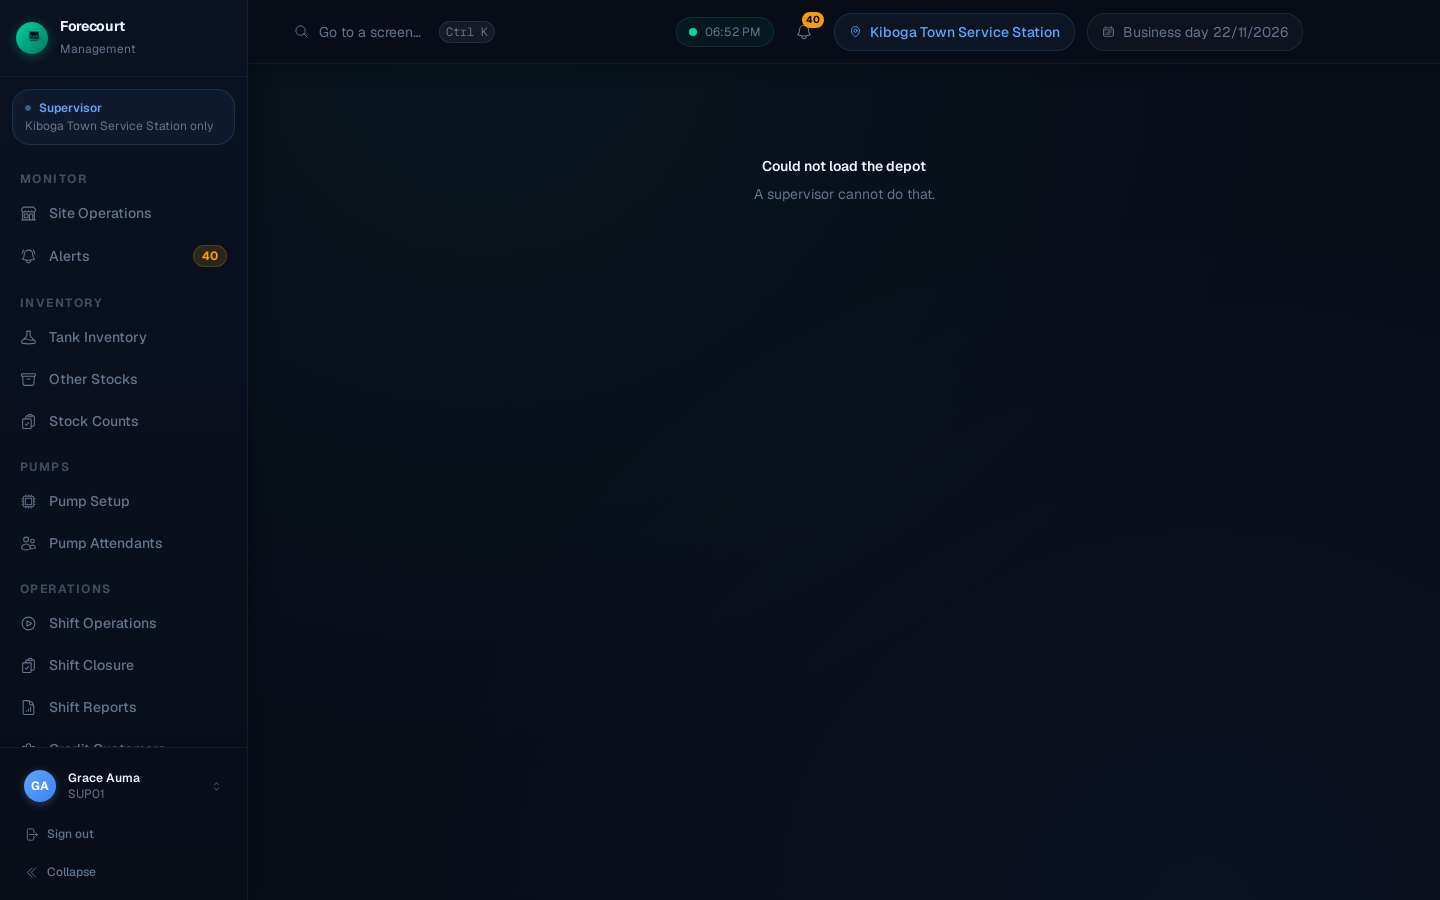 Forecourt
Management
Go to a screen...
Ctrl K
06:52 PM
40
Kiboga Town Service Station
Business day 22/11/2026
Supervisor
Kiboga Town Service Station only
MONITOR
Site Operations
Alerts
40
INVENTORY
Tank Inventory
Other Stocks
Stock Counts
PUMPS
Pump Setup
Pump Attendants
OPERATIONS
Shift Operations
Shift Closure
Shift Reports
Credit Customers
GA
Grace Auma
SUP01
Sign out
Collapse
Could not load the depot
A supervisor cannot do that.